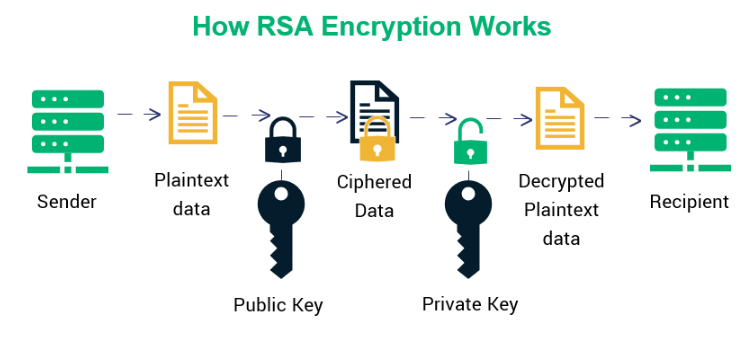 How RSA Encryption Works
Sender
Plaintext
data
Public Key
Ciphered
Data
Private Key
Decrypted
Plaintext
data
Recipient